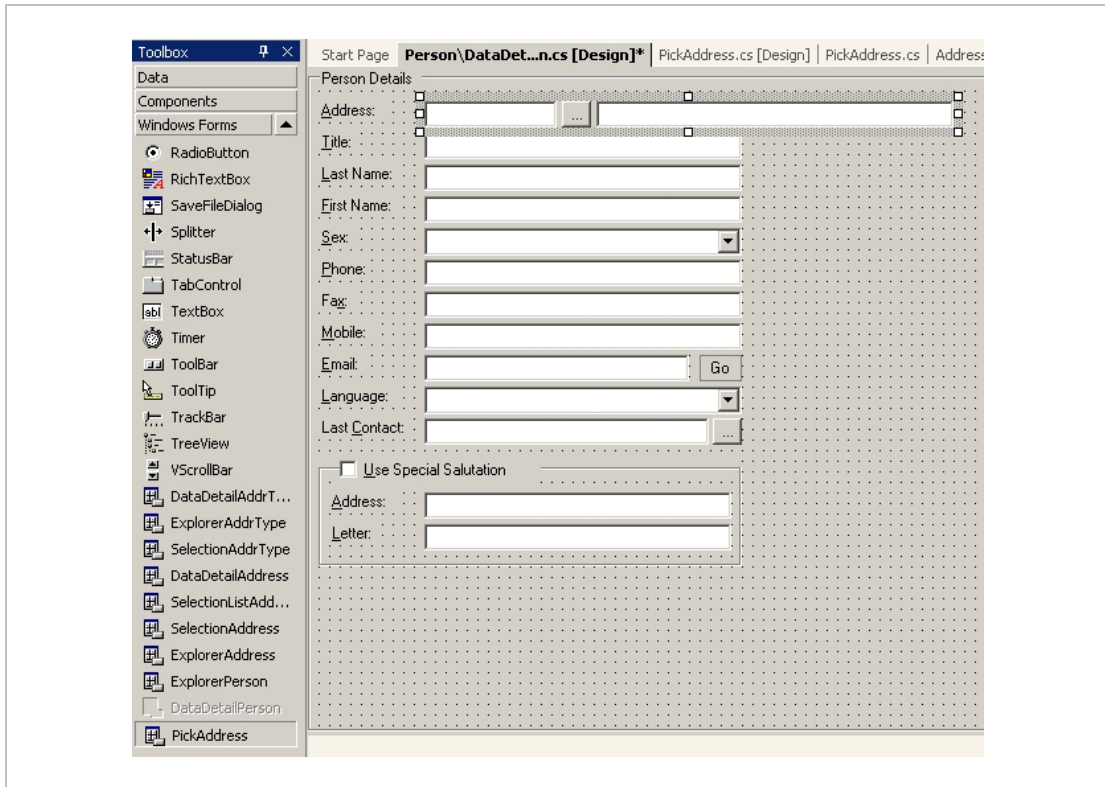 Toolbox
Data
Components
Windows Forms
RadioButton
RichTextBox
SaveFileDialog
Splitter
StatusBar
TabControl
abl TextBox
Timer
ToolBar
ToolTip
TrackBar
TreeView
VScrollBar
DataDetailAddrT...
ExplorerAddrType
SelectionAddrType
DataDetailAddress
SelectionListAdd...
SelectionAddress
ExplorerAddress
ExplorerPerson
DataDetailPerson
PickAddress
Start Page Person\DataDet...n.cs [Design]* PickAddress.cs [Design] PickAddress.cs Address
Person Details
Address: ...
Title:
Last Name:
First Name:
Sex:
Phone:
Fax:
Mobile:
Email: Go
Language:
Last Contact: ...
Use Special Salutation
Address:
Letter: